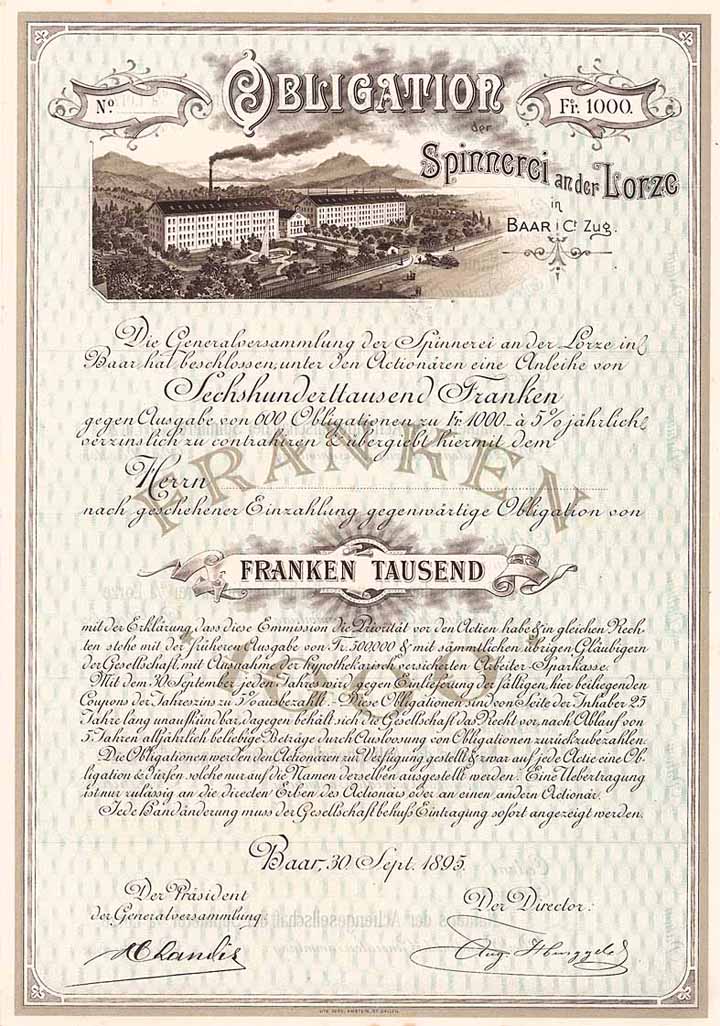 Nº
OBLIGATION
Fr. 1000.
der
Spinnerei an der Lorze
in
BAAR Ct. Zug.
Die Generalversammlung der Spinnerei an der Lorze in
Baar hat beschlossen, unter den Actionären eine Anleihe von
Sechshunderttausend Franken
gegen Ausgabe von 600 Obligationen zu Fr. 1000.- à 5% jährlich
verzinslich zu contrahiren & übergiebt hiermit dem
FRANKEN
Herrn
nach geschehener Einzahlung gegenwärtige Obligation von
FRANKEN TAUSEND
mit der Erklärung, dass diese Emmission die Priorität vor den Actien habe & in gleichen Rech-
ten stehe mit der früheren Ausgabe von Fr. 500000 & mit sämmtlichen übrigen Gläubigern
der Gesellschaft, mit Ausnahme der hypothekarisch versicherten Arbeiter-Sparkasse.
1000
Mit dem 30 September jeden Jahres wird gegen Einlieferung der fälligen, hier beiliegenden
Coupons der Jahreszins zu 5% ausbezahlt.- Diese Obligationen sind von Seite der Inhaber 25
Jahre lang unaufkündbar, dagegen behält sich die Gesellschaft das Recht vor, nach Ablauf von
5 Jahren alljährlich beliebige Beträge durch Ausloosung von Obligationen zurückzubezahlen.
Die Obligationen werden den Actionären zur Verfügung gestellt & zwar auf jede Actie eine Ob-
ligation & dürfen solche nur auf die Namen derselben ausgestellt werden. Eine Uebertragung
ist nur zulässig an die directen Erben des Actionärs oder an einen andern Actionär.
Jede Handänderung muss der Gesellschaft behufs Eintragung sofort angezeigt werden.
Baar, 30 Sept. 1895.
Der Präsident
der Generalversammlung
Der Director: